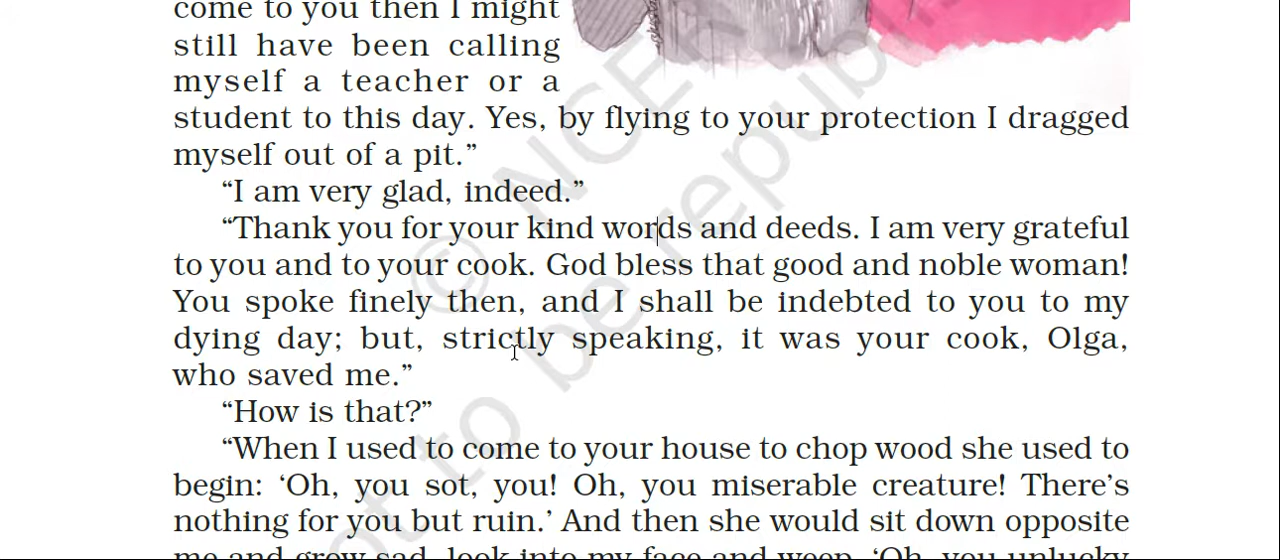 come to you then I might
still have been calling
myself a teacher or a
student to this day. Yes, by flying to your protection I dragged
myself out of a pit.”
“I am very glad, indeed.”
“Thank you for your kind words and deeds. I am very grateful
to you and to your cook. God bless that good and noble woman!
You spoke finely then, and I shall be indebted to you to my
dying day; but, strictly speaking, it was your cook, Olga,
who saved me.”
“How is that?”
“When I used to come to your house to chop wood she used to
begin: ‘Oh, you sot, you! Oh, you miserable creature! There’s
nothing for you but ruin.’ And then she would sit down opposite
me and grow sad, look into my face and weep. ‘Oh, you unlucky
© NCER
not to be republi